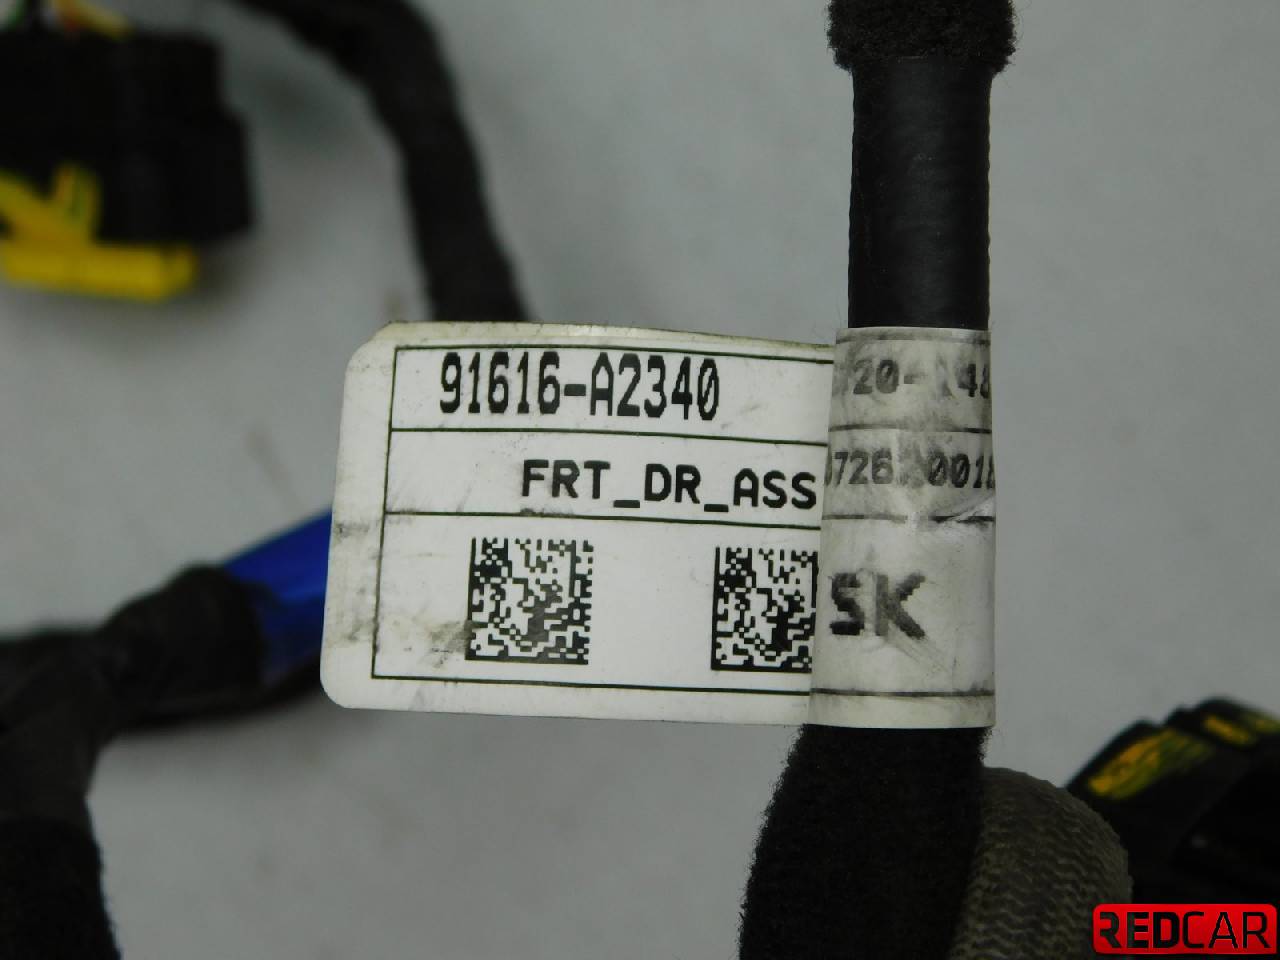 91616-A2340
FRT_DR_ASS
SK
REDCAR